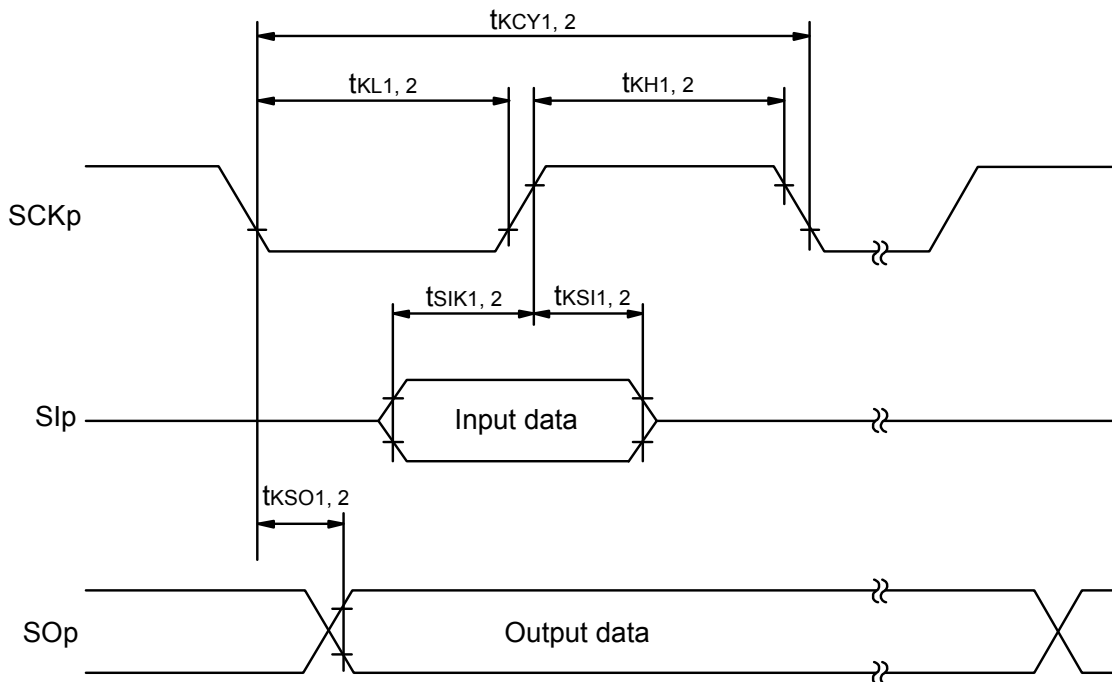 tKCY1, 2
tKL1, 2
tKH1, 2
SCKp
tSIK1, 2
tKSI1, 2
SIp
Input data
tKSO1, 2
SOp
Output data